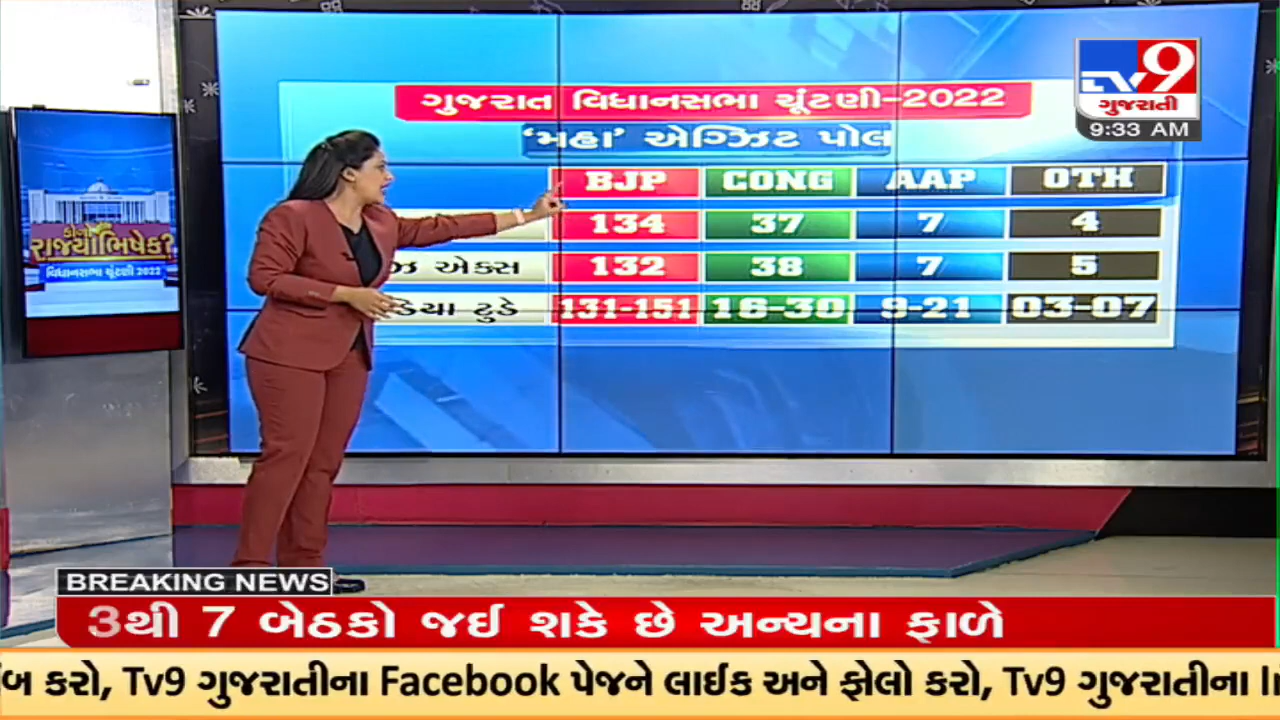 TV9
ગુજરાતી
9:33 AM
ગુજરાત વિધાનસભા ચૂંટણી-2022
'મહા' એગ્ઝિટ પોલ
BJP CONG AAP OTH
134 37 7 4
એક્સ 132 38 7 5
ટુડે 131-151 16-30 9-21 03-07
કોનો
રાજ્યાભિષેક?
વિધાનસભા ચૂંટણી 2022
BREAKING NEWS
3થી 7 બેઠકો જઈ શકે છે અન્યના ફાળે
કરો, Tv9 ગુજરાતીના Facebook પેજને લાઈક અને ફોલો કરો, Tv9 ગુજરાતીના